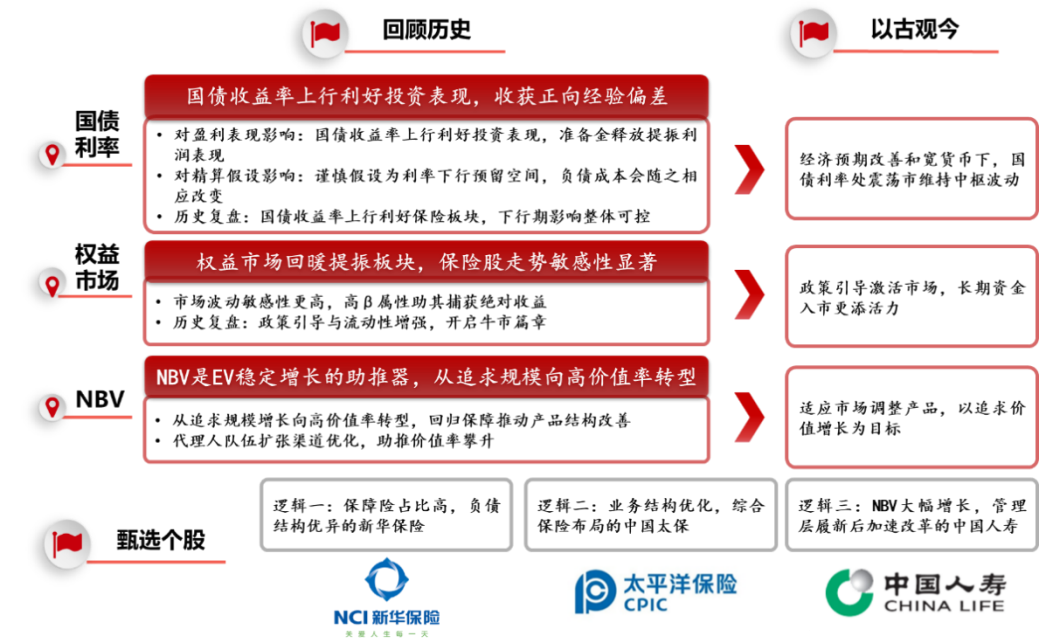 回顾历史
以古观今
国债
利率
国债收益率上行利好投资表现，收获正向经验偏差
• 对盈利表现影响：国债收益率上行利好投资表现，准备金释放提振利
润表现
• 对精算假设影响：谨慎假设为利率下行预留空间，负债成本会随之相
应改变
• 历史复盘：国债收益率上行利好保险板块，下行期影响整体可控
经济预期改善和宽货币下，国
债利率处震荡市维持中枢波动
权益
市场
权益市场回暖提振板块，保险股走势敏感性显著
• 市场波动敏感性更高，高β属性助其捕获绝对收益
• 历史复盘：政策引导与流动性增强，开启牛市篇章
政策引导激活市场，长期资金
入市更添活力
NBV
NBV是EV稳定增长的助推器，从追求规模向高价值率转型
• 从追求规模增长向高价值率转型，回归保障推动产品结构改善
• 代理人队伍扩张渠道优化，助推价值率攀升
适应市场调整产品，以追求价
值增长为目标
甄选个股
逻辑一：保障险占比高，负债
结构优异的新华保险
逻辑二：业务结构优化，综合
保险布局的中国太保
逻辑三：NBV大幅增长，管理
层履新后加速改革的中国人寿
NCI 新华保险
关爱人生每一天
太平洋保险
CPIC
中国人寿
CHINA LIFE